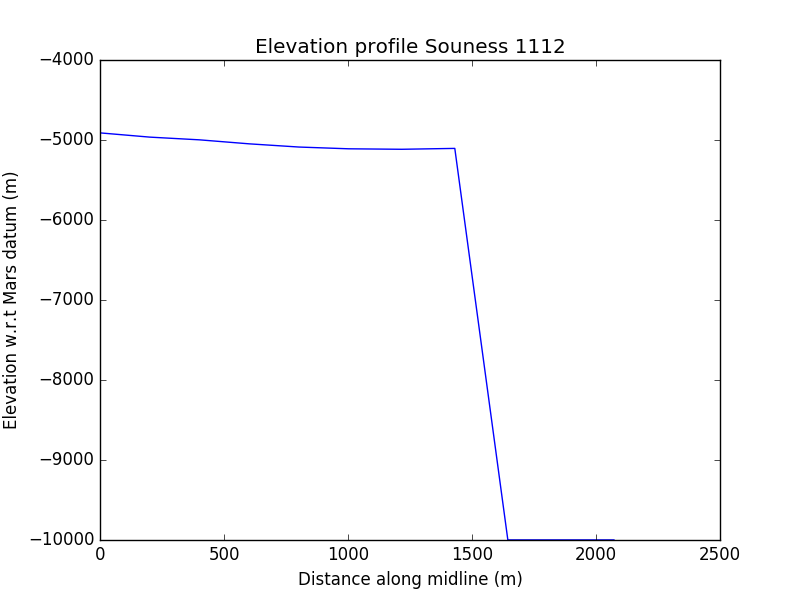 Elevation profile Souness 1112
−4000
−5000
−6000
−7000
−8000
−9000
−10000
Elevation w.r.t Mars datum (m)
0 500 1000 1500 2000 2500
Distance along midline (m)